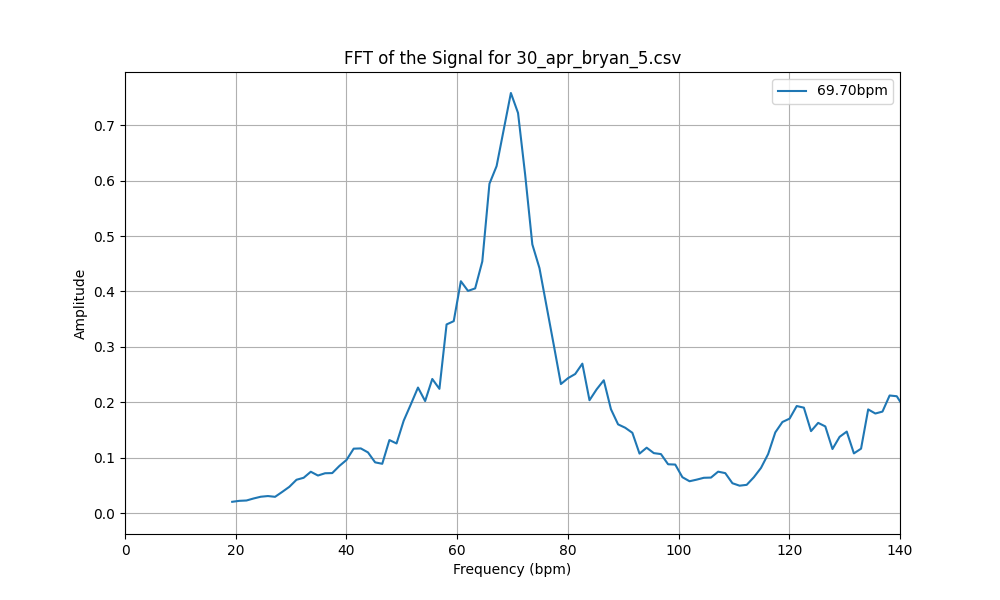 FFT of the Signal for 30_apr_bryan_5.csv
69.70bpm
Amplitude
0.7
0.6
0.5
0.4
0.3
0.2
0.1
0.0
0 20 40 60 80 100 120 140
Frequency (bpm)